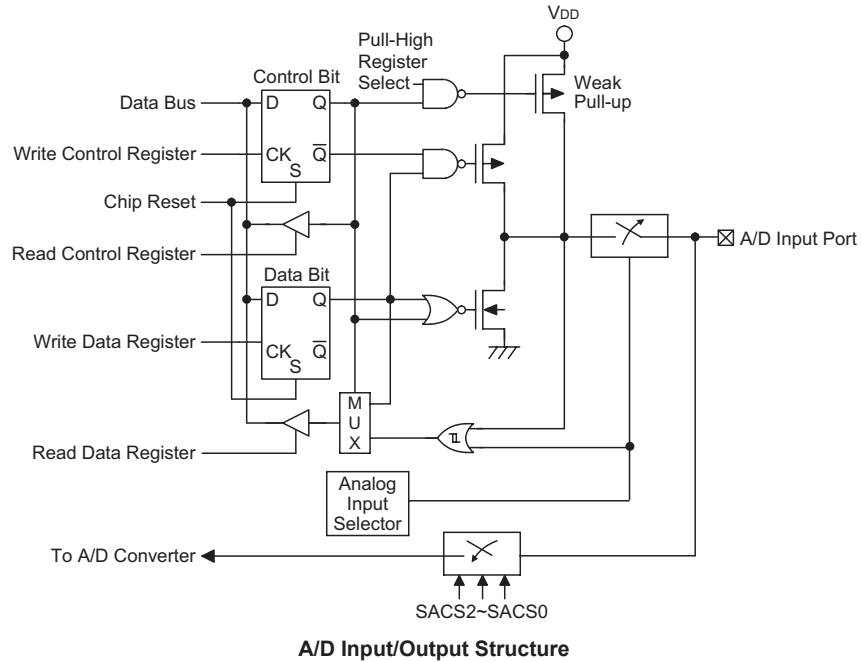 VDD
Pull-High
Register
Select
Control Bit
Weak
Pull-up
Data Bus
D
Q
Write Control Register
CK
Q̅
S
Chip Reset
Read Control Register
A/D Input Port
Data Bit
D
Q
Write Data Register
CK
Q̅
S
M
U
X
Read Data Register
Analog
Input
Selector
To A/D Converter
SACS2~SACS0
A/D Input/Output Structure